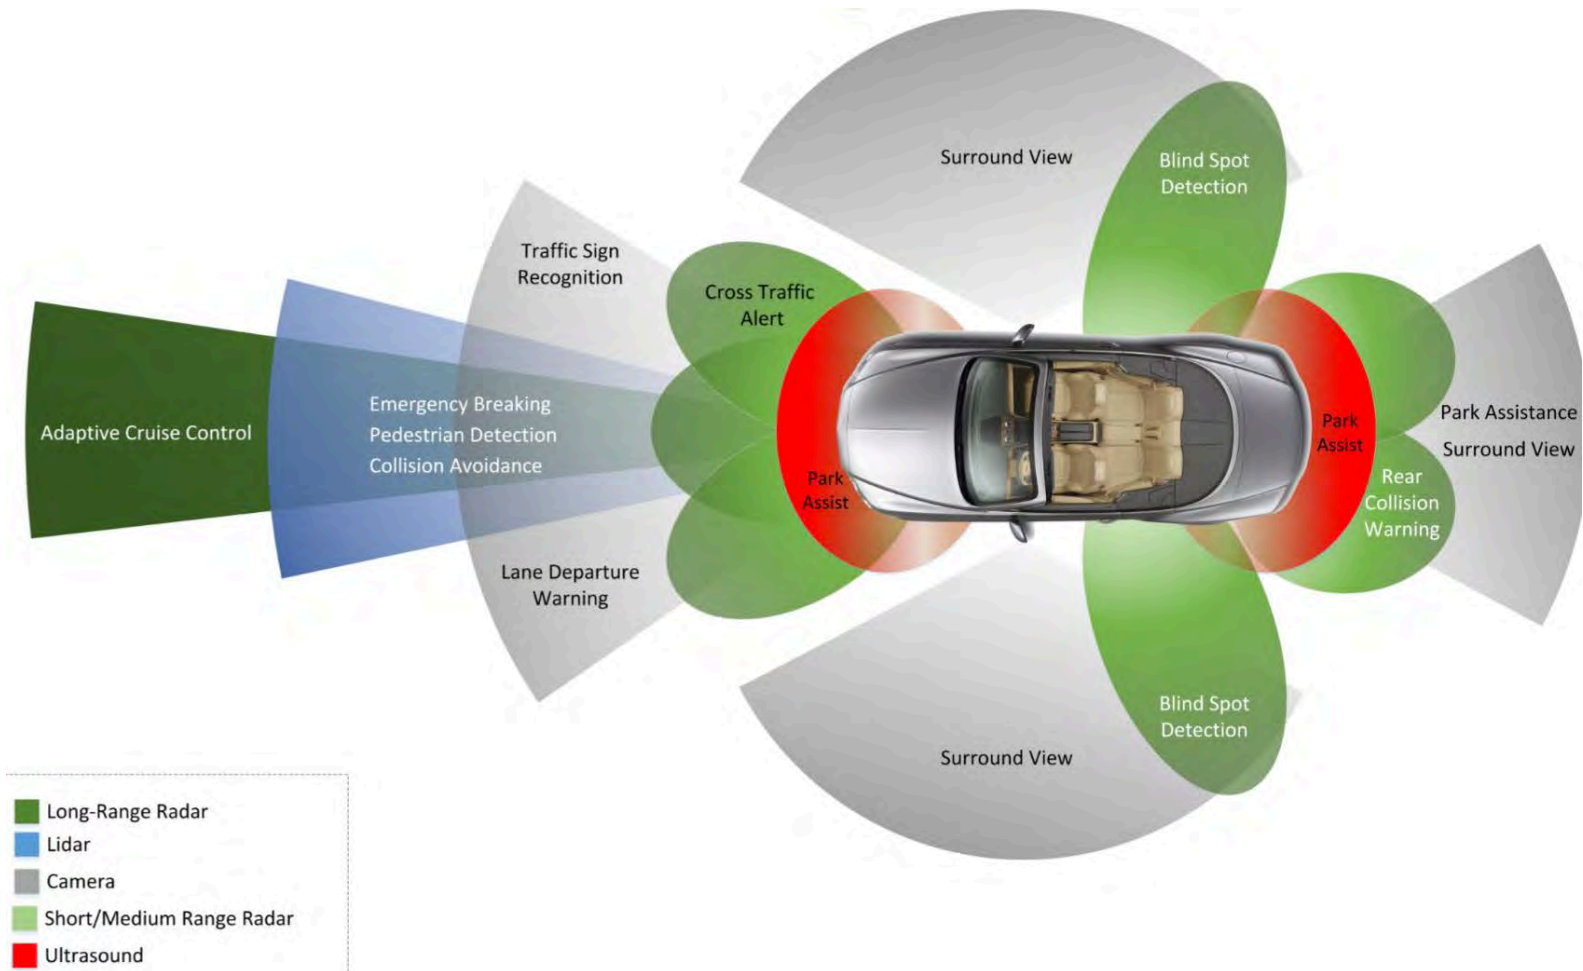 Surround View
Blind Spot
Detection
Traffic Sign
Recognition
Cross Traffic
Alert
Adaptive Cruise Control
Emergency Breaking
Pedestrian Detection
Collision Avoidance
Park
Assist
Park
Assist
Park Assistance
Surround View
Rear
Collision
Warning
Lane Departure
Warning
Blind Spot
Detection
Surround View
Long-Range Radar
Lidar
Camera
Short/Medium Range Radar
Ultrasound